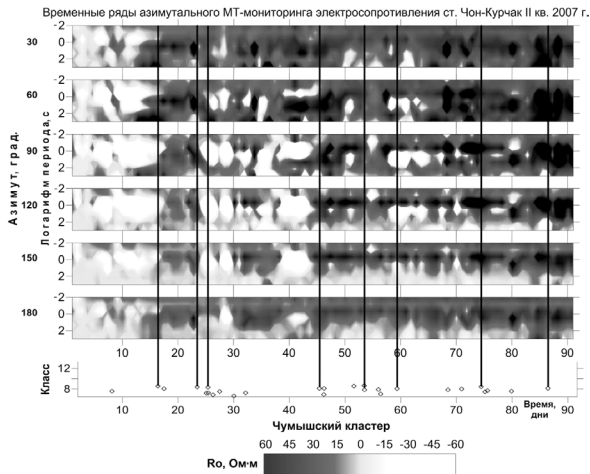 Временные ряды азимутального МТ-мониторинга электросопротивления ст. Чон-Курчак II кв. 2007 г.
Азимут, град.
Логарифм периода, с
30
-2
0
2
60
-2
0
2
90
-2
0
2
120
-2
0
2
150
-2
0
2
180
-2
0
2
10 20 30 40 50 60 70 80 90
Класс
12
8
10 20 30 40 50 60 70 80 90
Время, дни
Чумышский кластер
60 45 30 15 0 -15 -30 -45 -60
Ro, Ом·м